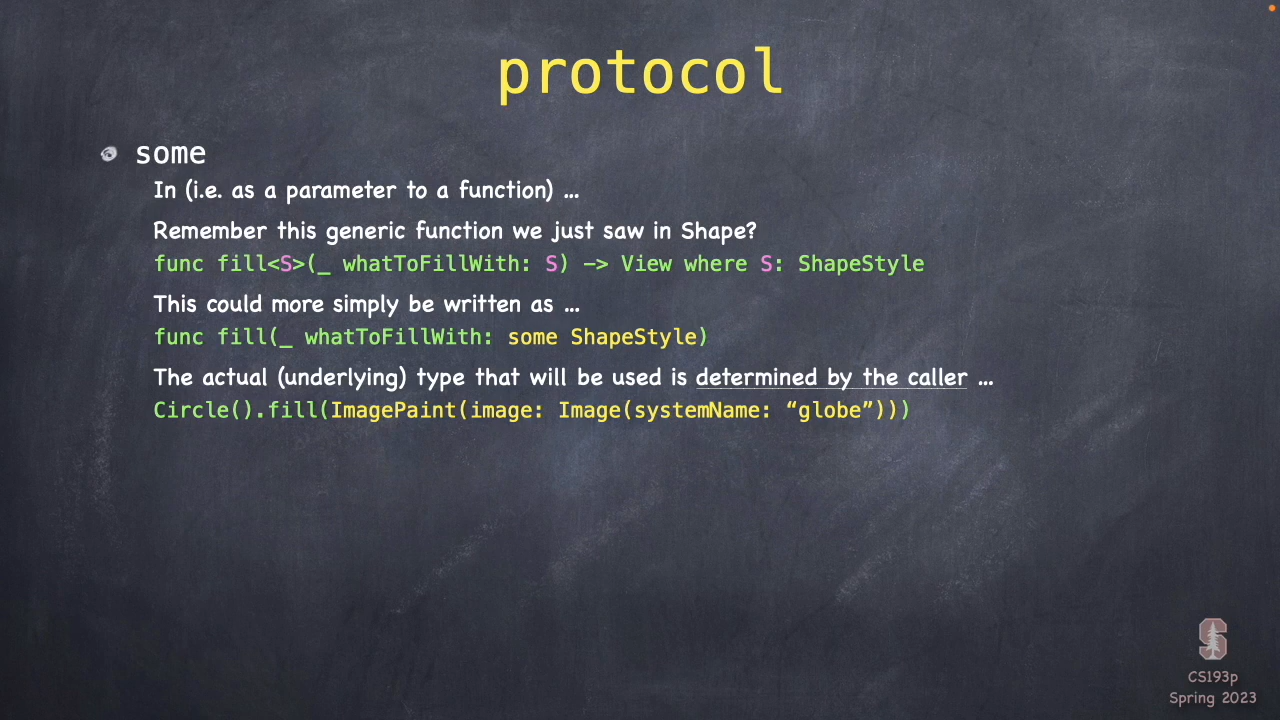 protocol
some
In (i.e. as a parameter to a function) ...
Remember this generic function we just saw in Shape?
func fill<S>(_ whatToFillWith: S) -> View where S: ShapeStyle
This could more simply be written as ...
func fill(_ whatToFillWith: some ShapeStyle)
The actual (underlying) type that will be used is determined by the caller ...
Circle().fill(ImagePaint(image: Image(systemName: “globe”)))
S
CS193p
Spring 2023